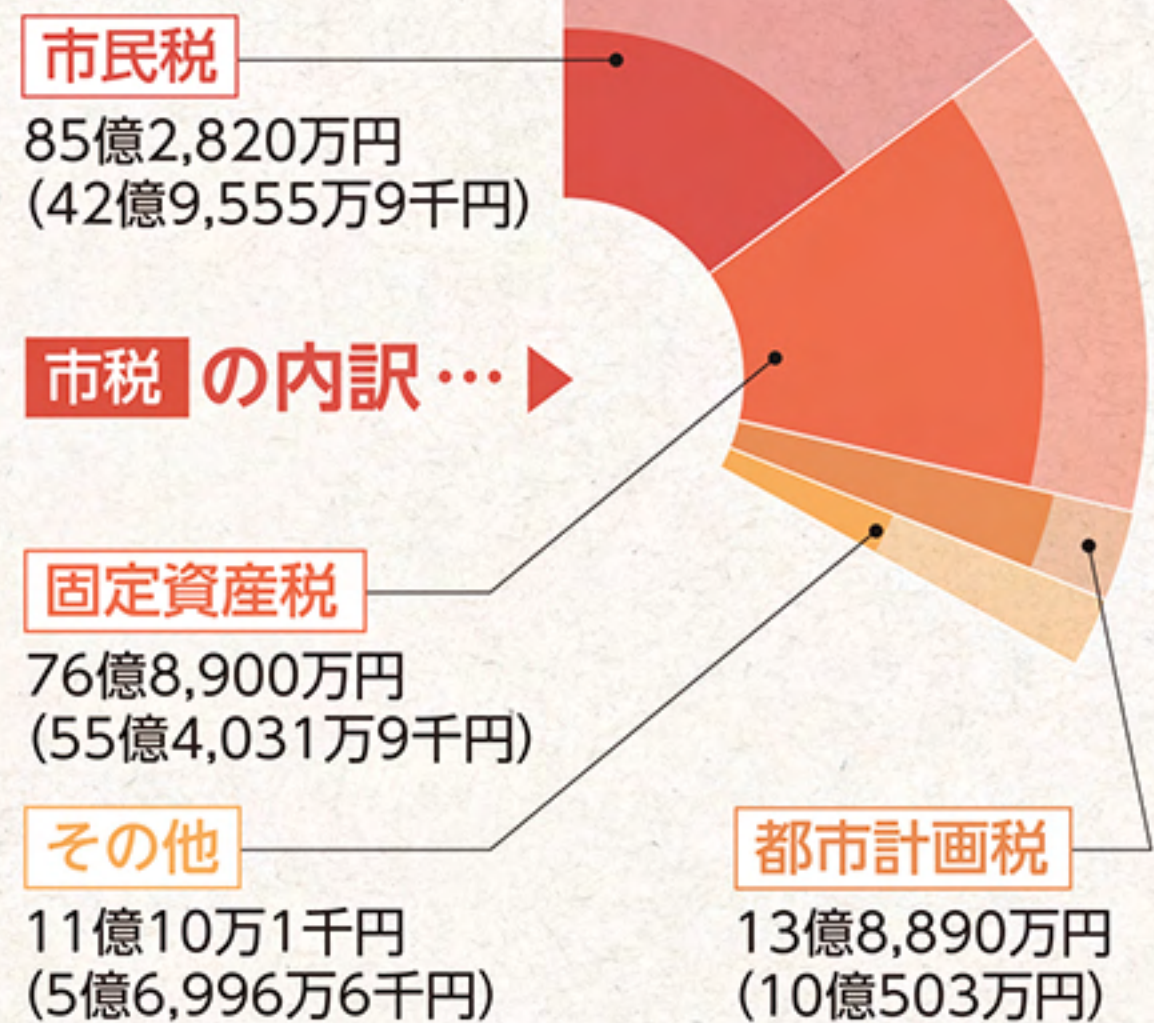 市民税
85億2,820万円
(42億9,555万9千円)
市税の内訳…▶
固定資産税
76億8,900万円
(55億4,031万9千円)
その他
11億10万1千円
(5億6,996万6千円)
都市計画税
13億8,890万円
(10億503万円)